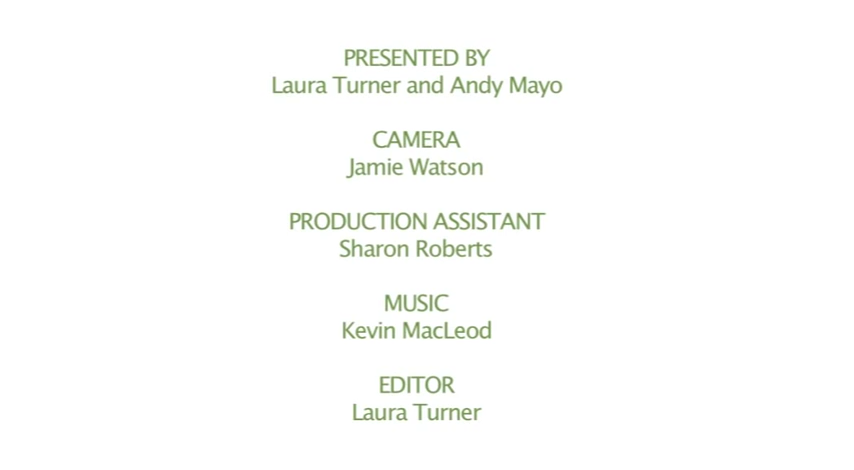 PRESENTED BY
Laura Turner and Andy Mayo
CAMERA
Jamie Watson
PRODUCTION ASSISTANT
Sharon Roberts
MUSIC
Kevin MacLeod
EDITOR
Laura Turner